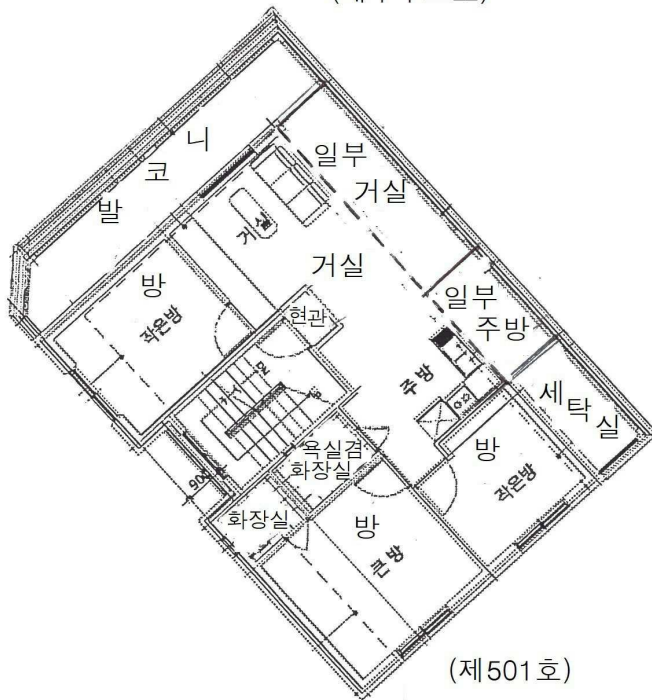 일부
거실
니
코
발
거실
거실
방
작은방
현관
일부
주방
주방
세
탁
실
욕실겸
화장실
방
작은방
화장실
방
큰방
900
(제501호)